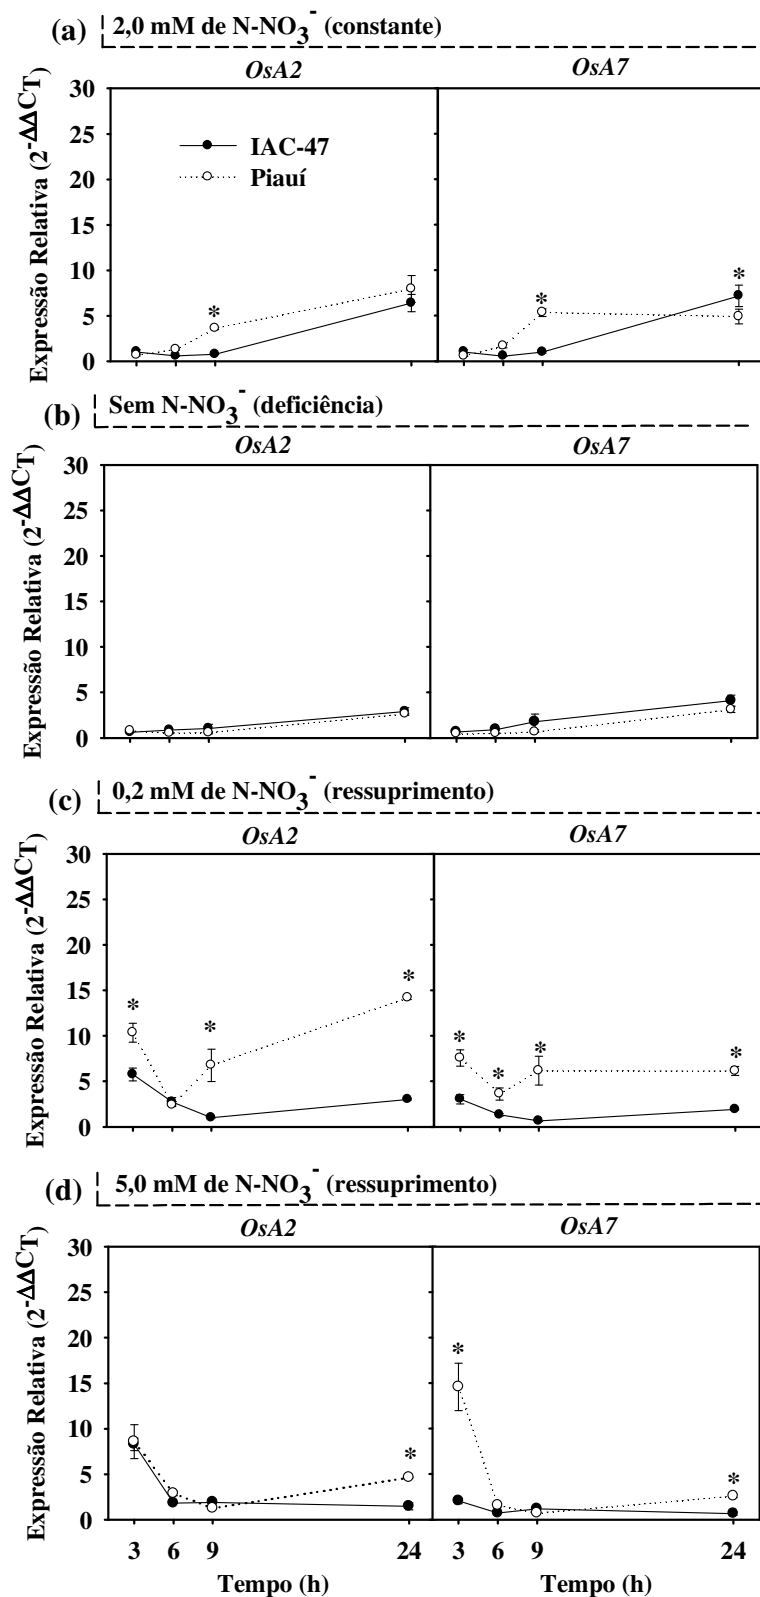 (a) 2,0 mM de N-NO3- (constante)
OsA2 OsA7
Expressão Relativa (2-ΔΔCT)
30
25
20
15
10
5
0
IAC-47
Piauí
*
*
*
(b) Sem N-NO3- (deficiência)
OsA2 OsA7
Expressão Relativa (2-ΔΔCT)
30
25
20
15
10
5
0
(c) 0,2 mM de N-NO3- (ressuprimento)
OsA2 OsA7
Expressão Relativa (2-ΔΔCT)
30
25
20
15
10
5
0
* * *
* * * *
(d) 5,0 mM de N-NO3- (ressuprimento)
OsA2 OsA7
Expressão Relativa (2-ΔΔCT)
30
25
20
15
10
5
0
*
* *
3 6 9 24 3 6 9 24
Tempo (h) Tempo (h)